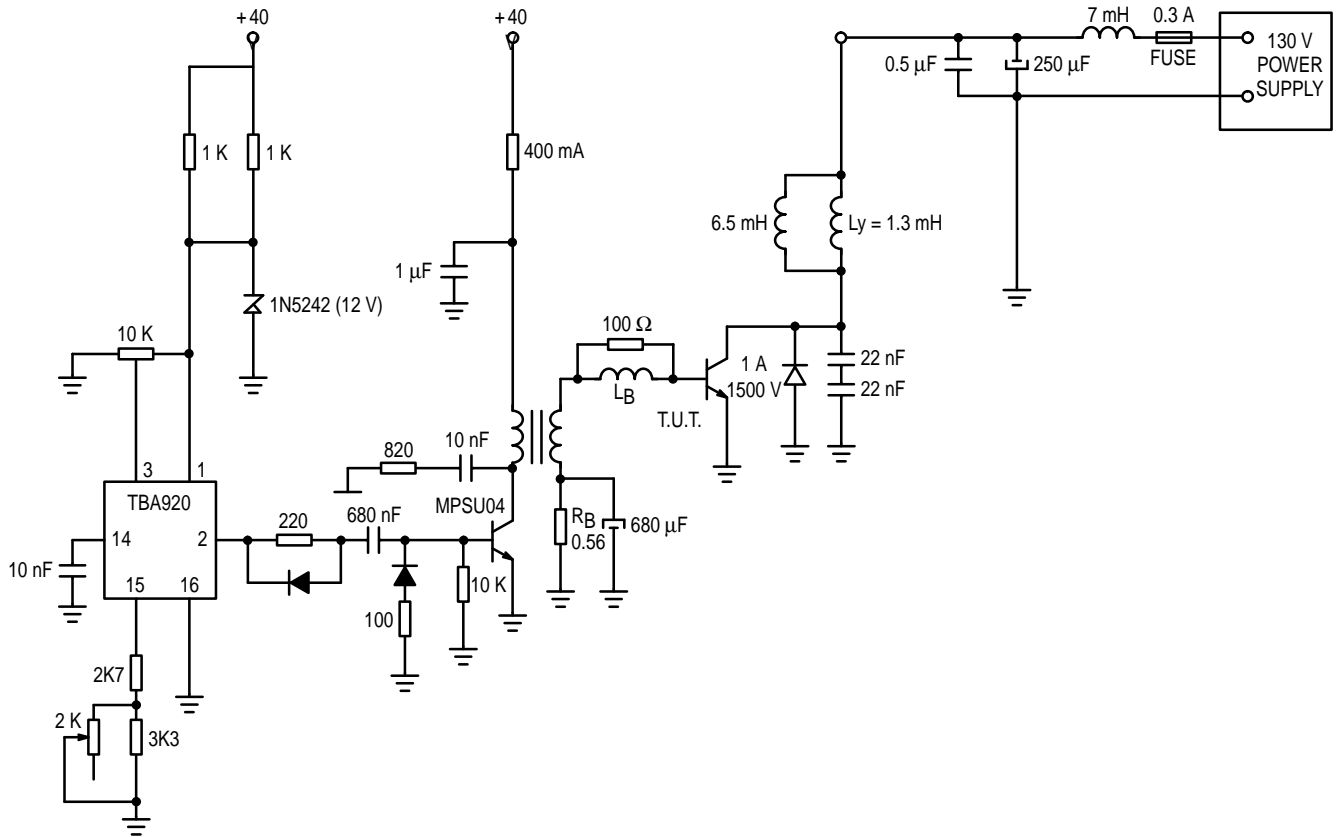 +40
V
+40
V
7 mH
0.3 A
FUSE
130 V
POWER
SUPPLY
0.5 μF
250 μF
1 K
1 K
400 mA
6.5 mH
Ly = 1.3 mH
1 μF
1N5242 (12 V)
10 K
100 Ω
LB
T.U.T.
1 A
1500 V
22 nF
22 nF
3
1
TBA920
14
2
15
16
10 nF
820
10 nF
MPSU04
220
680 nF
RB
0.56
680 μF
100
10 K
2K7
2 K
3K3